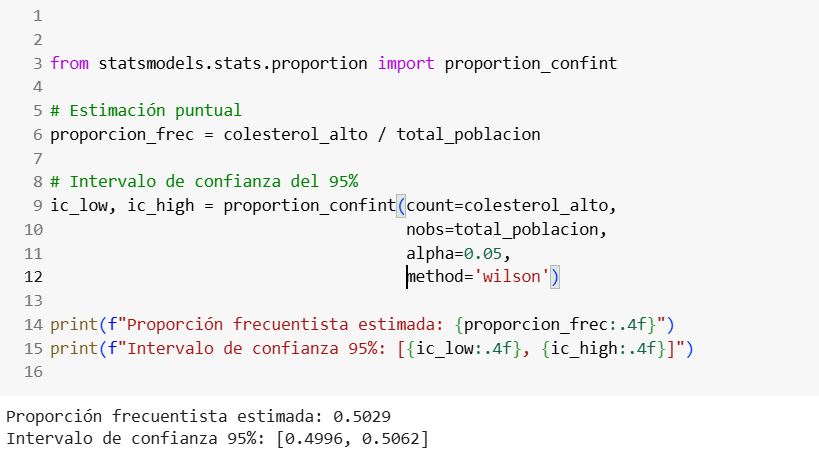 1
2
3 from statsmodels.stats.proportion import proportion_confint
4
5 # Estimación puntual
6 proporcion_frec = colesterol_alto / total_poblacion
7
8 # Intervalo de confianza del 95%
9 ic_low, ic_high = proportion_confint(count=colesterol_alto,
10                                      nobs=total_poblacion,
11                                      alpha=0.05,
12                                      method='wilson')
13
14 print(f"Proporción frecuentista estimada: {proporcion_frec:.4f}")
15 print(f"Intervalo de confianza 95%: [{ic_low:.4f}, {ic_high:.4f}]")
16
Proporción frecuentista estimada: 0.5029
Intervalo de confianza 95%: [0.4996, 0.5062]